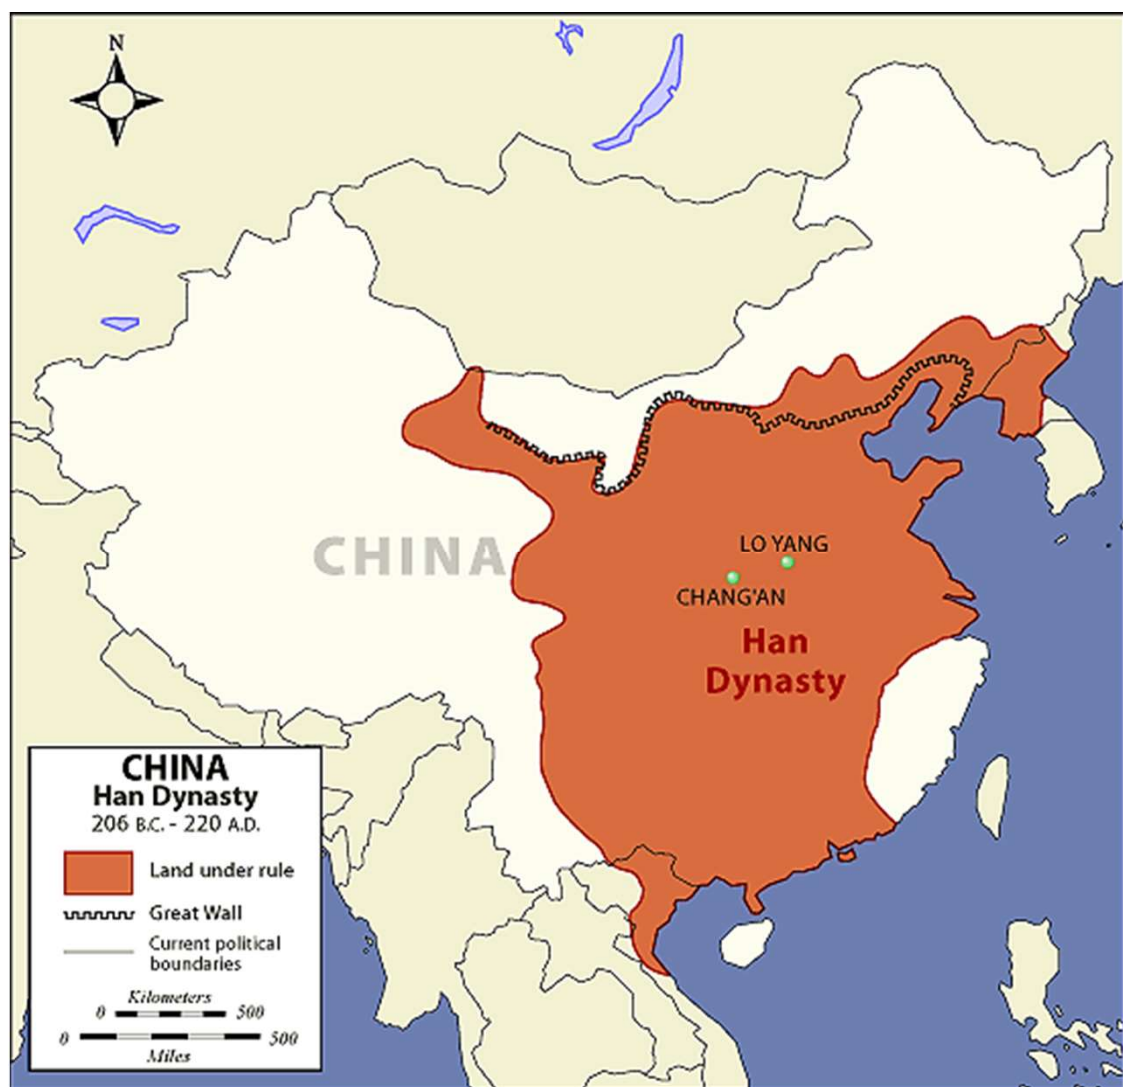 N
CHINA
LO YANG
CHANG'AN
Han
Dynasty
CHINA
Han Dynasty
206 B.C. - 220 A.D.
Land under rule
Great Wall
Current political
boundaries
Kilometers
0 500
0 500
Miles